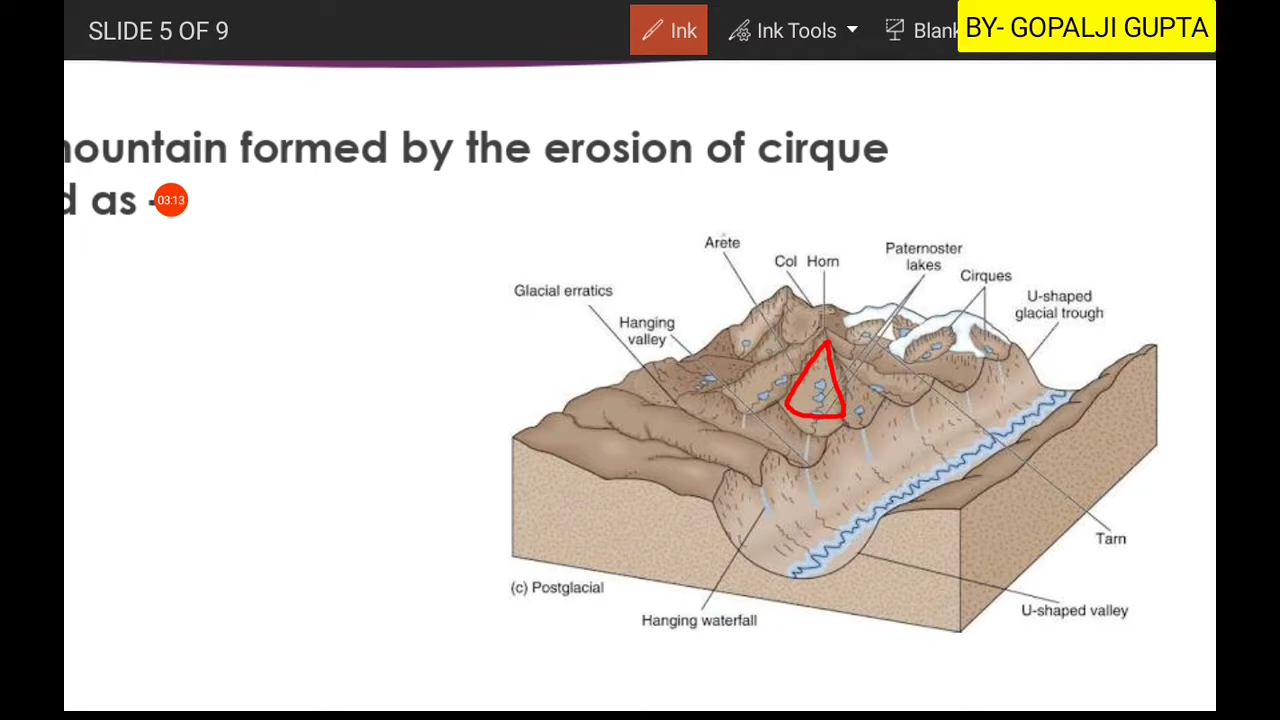 SLIDE 5 OF 9
Ink
Ink Tools
Blank
BY- GOPALJI GUPTA
mountain formed by the erosion of cirque
d as -
03:13
Arête
Col
Horn
Paternoster
lakes
Cirques
Glacial erratics
U-shaped
glacial trough
Hanging
valley
Tarn
(c) Postglacial
U-shaped valley
Hanging waterfall